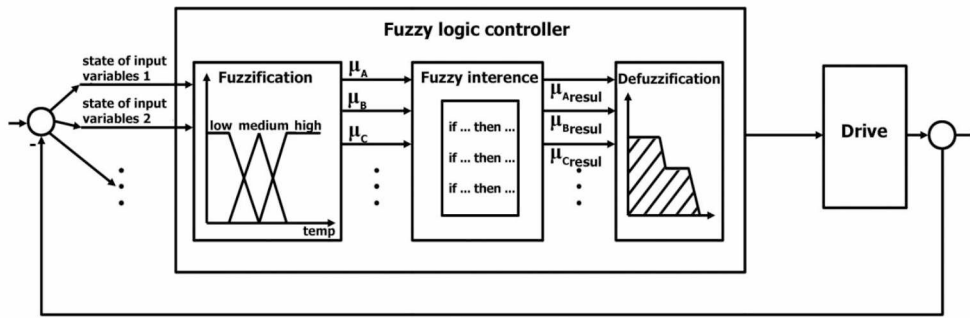 Fuzzy logic controller
state of input
variables 1
state of input
variables 2
-
Fuzzification
low medium high
temp
μA
μB
μC
Fuzzy interence
if ... then ...
if ... then ...
if ... then ...
μAresul
μBresul
μCresul
Defuzzification
Drive